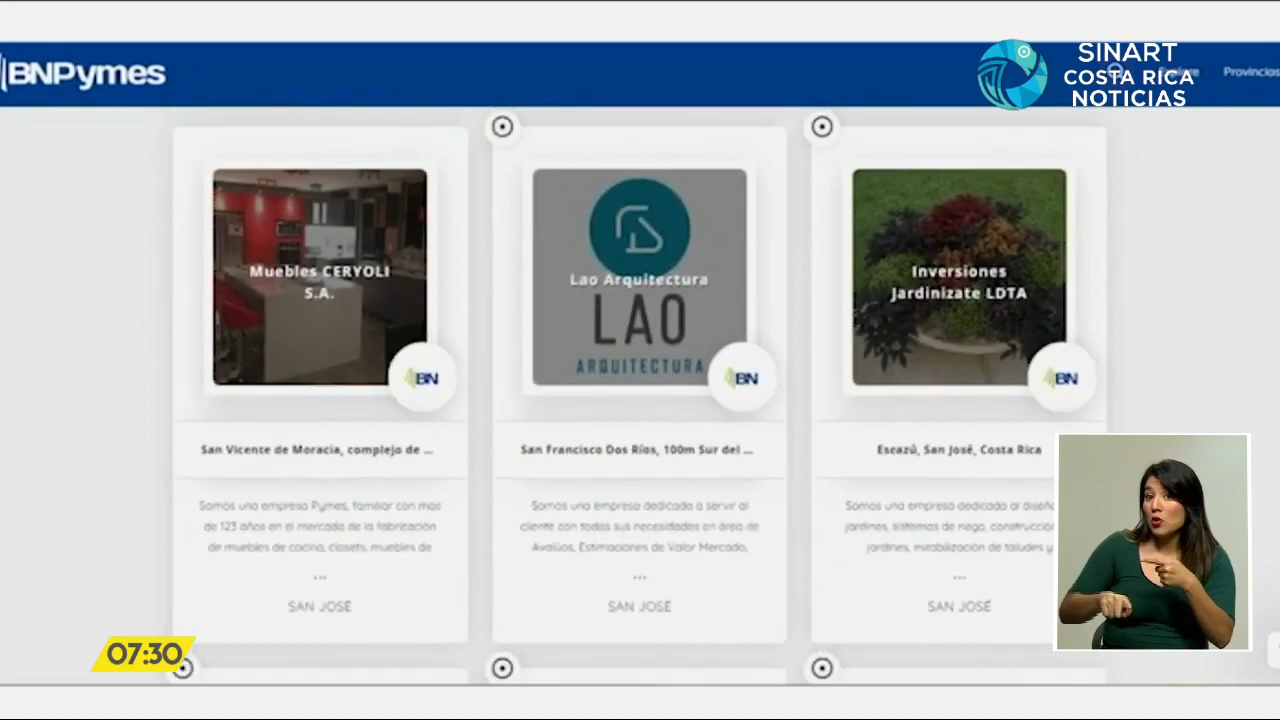 BNPymes
SINART
COSTA RICA
NOTICIAS
Provincias
Muebles CERYOLI
S.A.
BN
San Vicente de Moracia, complejo de ...
Somos una empresa Pymes, familiar con mas
de 123 años en el mercado de la fabricación
de muebles de cocina, closets, muebles de
...
SAN JOSÉ
Lao Arquitectura
LAO
ARQUITECTURA
BN
San Francisco Dos Ríos, 100m Sur del ...
Somos una empresa dedicada a servir al
cliente con todas sus necesidades en área de
Avalúos, Estimaciones de Valor Mercado,
...
SAN JOSÉ
Inversiones
Jardinizate LDTA
BN
Escazú, San José, Costa Rica
Somos una empresa dedicada al diseño
jardines, sistemas de riego, construcción
jardines, estabilización de taludes y
...
SAN JOSÉ
07:30